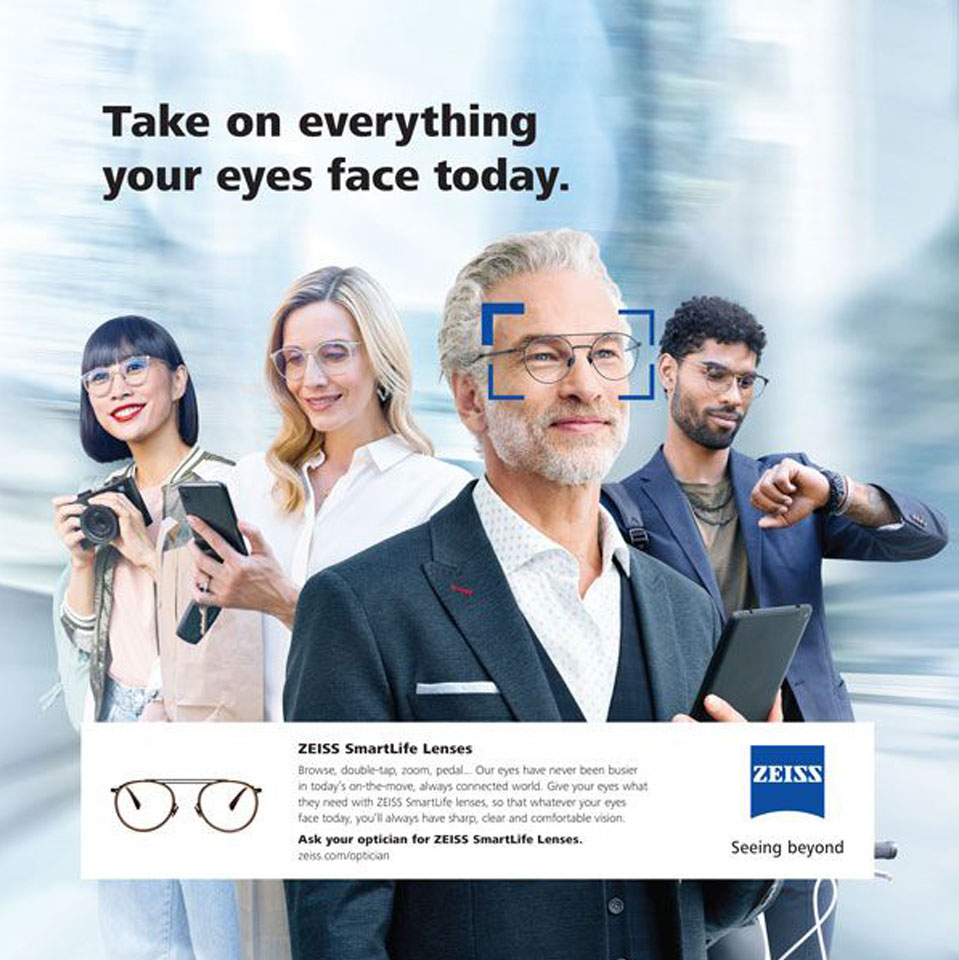 Take on everything
your eyes face today.
ZEISS SmartLife Lenses
Browse, double-tap, zoom, pedal... Our eyes have never been busier
in today's on-the-move, always connected world. Give your eyes what
they need with ZEISS SmartLife lenses, so that whatever your eyes
face today, you'll always have sharp, clear and comfortable vision.
Ask your optician for ZEISS SmartLife Lenses.
zeiss.com/optician
ZEISS
Seeing beyond